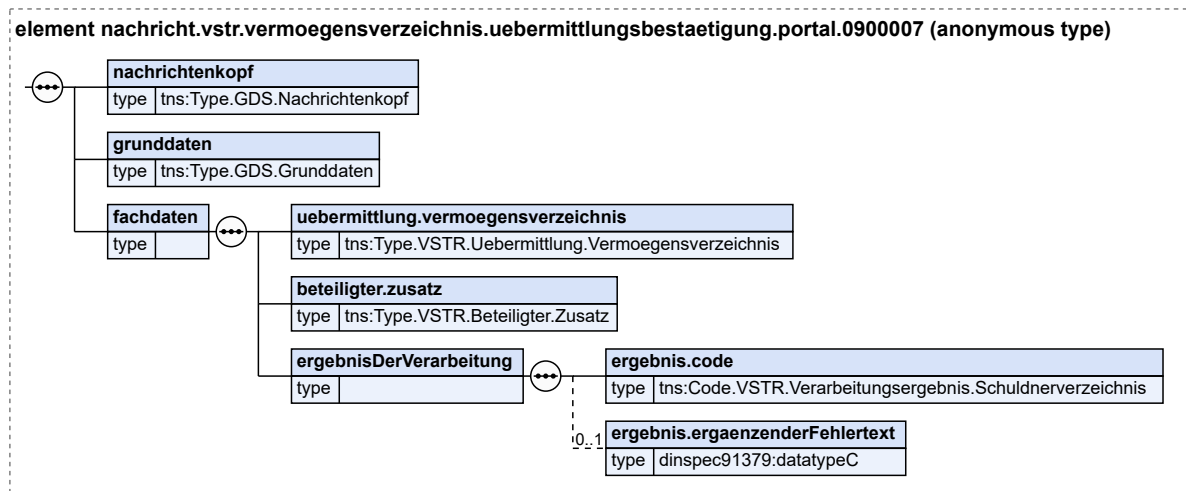 element nachricht.vstr.vermoegensverzeichnis.uebermittlungsbestaetigung.portal.0900007 (anonymous type)
nachrichtenkopf
type tns:Type.GDS.Nachrichtenkopf
grunddaten
type tns:Type.GDS.Grunddaten
fachdaten
type
uebermittlung.vermoegensverzeichnis
type tns:Type.VSTR.Uebermittlung.Vermoegensverzeichnis
beteiligter.zusatz
type tns:Type.VSTR.Beteiligter.Zusatz
ergebnisDerVerarbeitung
type
ergebnis.code
type tns:Code.VSTR.Verarbeitungsergebnis.Schuldnerverzeichnis
0..1
ergebnis.ergaenzenderFehlertext
type dinspec91379:datatypeC